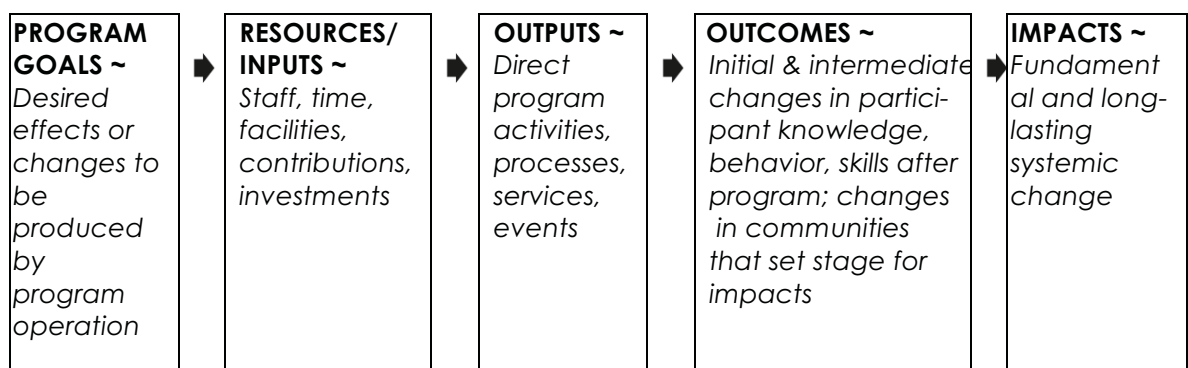 PROGRAM
GOALS ~
Desired
effects or
changes to
be
produced
by
program
operation
RESOURCES/
INPUTS ~
Staff, time,
facilities,
contributions,
investments
OUTPUTS ~
Direct
program
activities,
processes,
services,
events
OUTCOMES ~
Initial & intermediate
changes in partici-
pant knowledge,
behavior, skills after
program; changes
in communities
that set stage for
impacts
IMPACTS ~
Fundament
al and long-
lasting
systemic
change